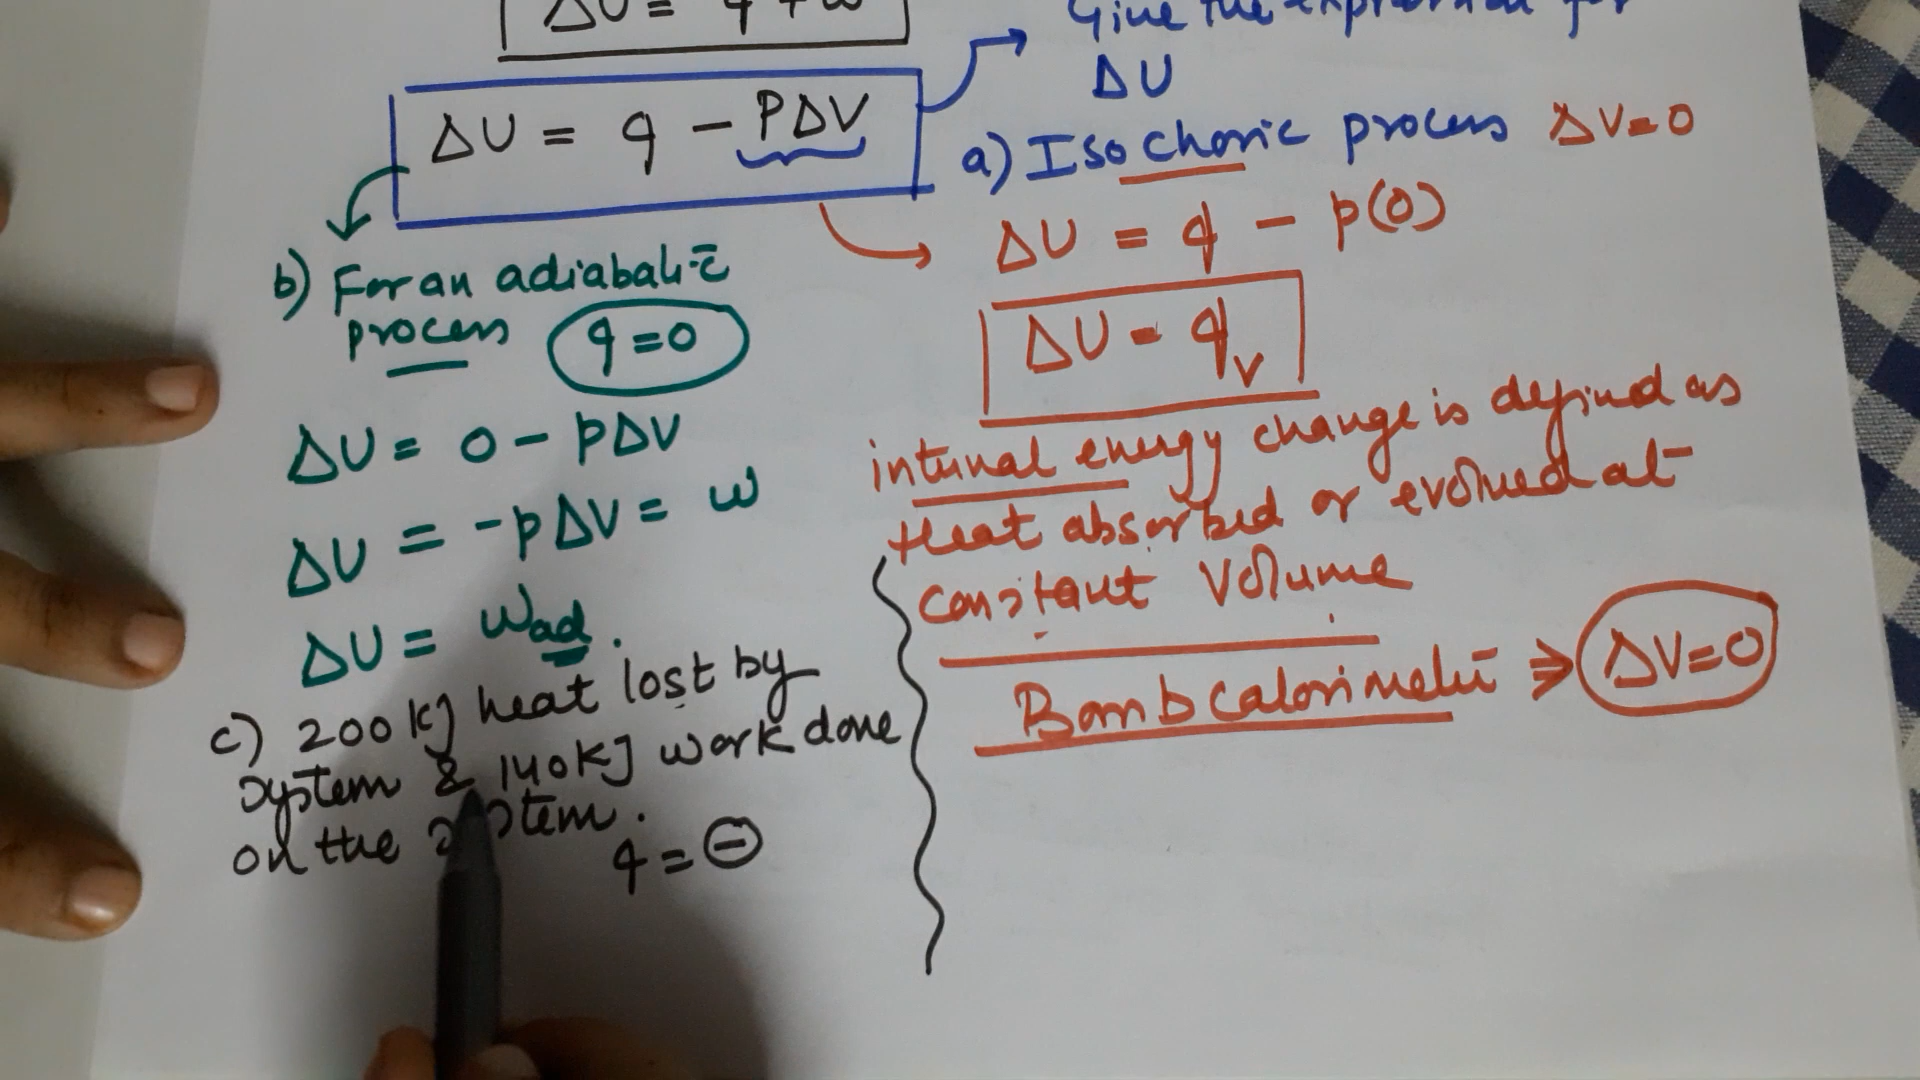 ΔU = q + w
Give the expression for
ΔU
ΔU = q - PΔV
a) Isochoric process ΔV=0
ΔU = q - p(0)
ΔU = qv
internal energy change is defined as
Heat absorbed or evolved at
constant volume
Bomb calorimeter ⇒ ΔV=0
b) For an adiabatic
process q=0
ΔU = 0 - PΔV
ΔU = -pΔV = w
ΔU = wad.
c) 200 kJ heat lost by
system & 140KJ work done
on the system.
q = ⊖